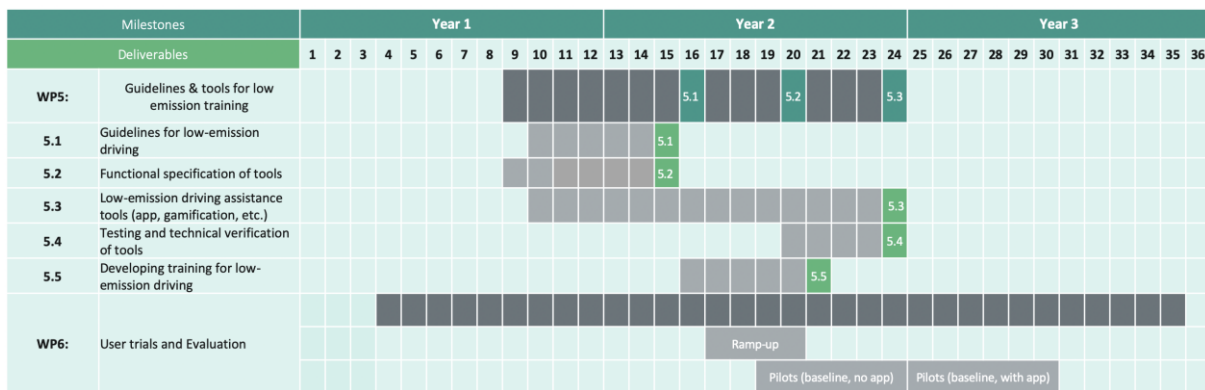 Milestones Year 1 Year 2 Year 3
Deliverables 1 2 3 4 5 6 7 8 9 10 11 12 13 14 15 16 17 18 19 20 21 22 23 24 25 26 27 28 29 30 31 32 33 34 35 36
WP5: Guidelines & tools for low
emission training 5.1 5.2 5.3
5.1 Guidelines for low-emission
driving 5.1
5.2 Functional specification of tools 5.2
5.3 Low-emission driving assistance
tools (app, gamification, etc.) 5.3
5.4 Testing and technical verification
of tools 5.4
5.5 Developing training for low-
emission driving 5.5
WP6: User trials and Evaluation Ramp-up
Pilots (baseline, no app) Pilots (baseline, with app)